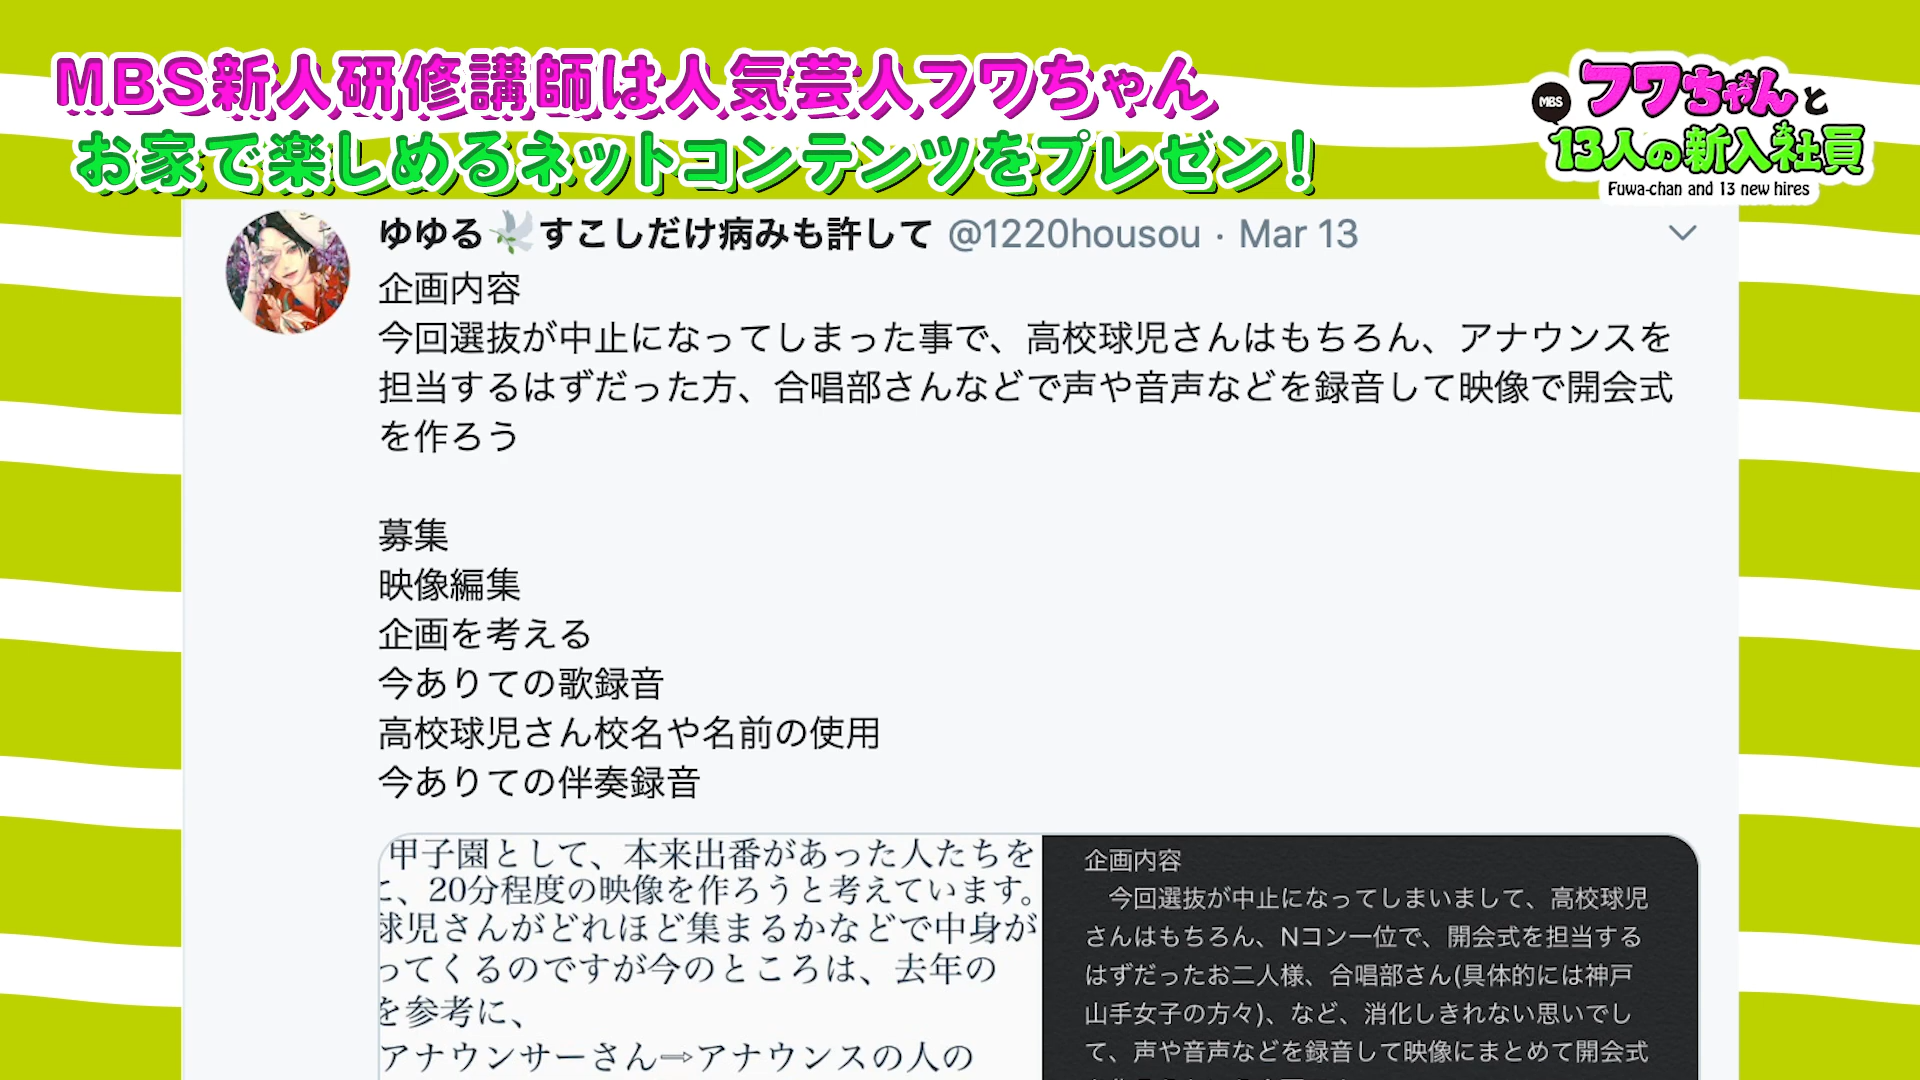 MBS新人研修講師は人気芸人フワちゃん
お家で楽しめるネットコンテンツをプレゼン!
MBS
フワちゃんと
13人の新入社員
Fuwa-chan and 13 new hires
ゆゆる🕊すこしだけ病みも許して @1220housou · Mar 13
企画内容
今回選抜が中止になってしまった事で、高校球児さんはもちろん、アナウンスを
担当するはずだった方、合唱部さんなどで声や音声などを録音して映像で開会式
を作ろう
募集
映像編集
企画を考える
今ありての歌録音
高校球児さん校名や名前の使用
今ありての伴奏録音
甲子園として、本来出番があった人たちを
に、20分程度の映像を作ろうと考えています。
球児さんがどれほど集まるかなどで中身が
ってくるのですが今のところは、去年の
を参考に、
アナウンサーさん⇒アナウンスの人の
企画内容
今回選抜が中止になってしまいまして、高校球児
さんはもちろん、Nコン一位で、開会式を担当する
はずだったお二人様、合唱部さん(具体的には神戸
山手女子の方々)、など、消化しきれない思いでし
て、声や音声などを録音して映像にまとめて開会式